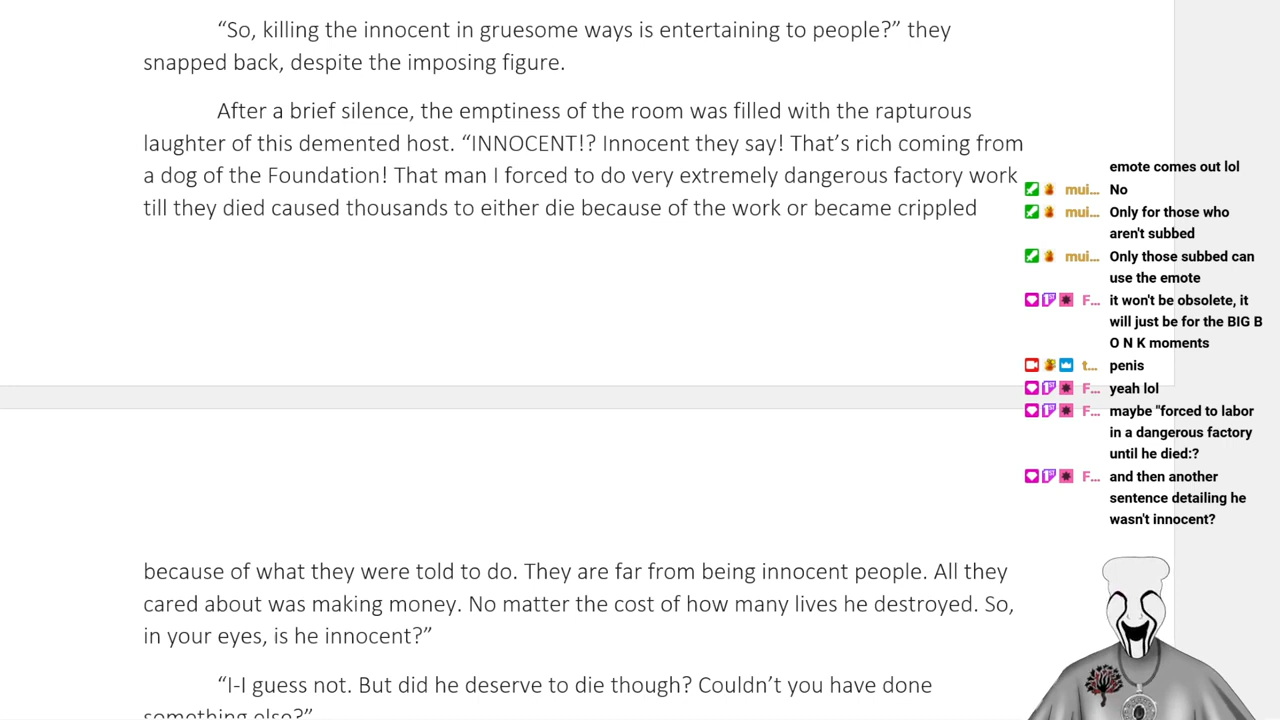 “So, killing the innocent in gruesome ways is entertaining to people?” they
snapped back, despite the imposing figure.
After a brief silence, the emptiness of the room was filled with the rapturous
laughter of this demented host. “INNOCENT!? Innocent they say! That’s rich coming from
a dog of the Foundation! That man I forced to do very extremely dangerous factory work
till they died caused thousands to either die because of the work or became crippled
because of what they were told to do. They are far from being innocent people. All they
cared about was making money. No matter the cost of how many lives he destroyed. So,
in your eyes, is he innocent?”
“I-I guess not. But did he deserve to die though? Couldn’t you have done
something else?”
emote comes out lol
mui... No
mui... Only for those who
aren't subbed
mui... Only those subbed can
use the emote
F... it won't be obsolete, it
will just be for the BIG B
O N K moments
t... penis
F... yeah lol
F... maybe "forced to labor
in a dangerous factory
until he died:?
F... and then another
sentence detailing he
wasn't innocent?